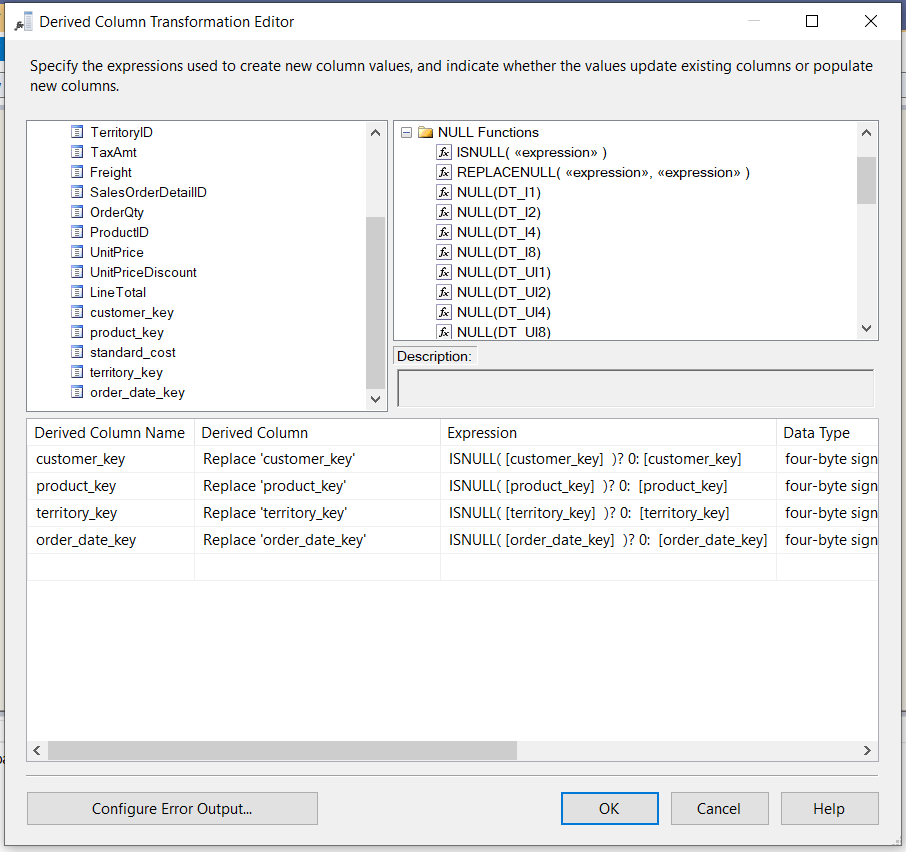 Derived Column Transformation Editor
Specify the expressions used to create new column values, and indicate whether the values update existing columns or populate
new columns.
TerritoryID
TaxAmt
Freight
SalesOrderDetailID
OrderQty
ProductID
UnitPrice
UnitPriceDiscount
LineTotal
customer_key
product_key
standard_cost
territory_key
order_date_key
NULL Functions
ISNULL( «expression» )
REPLACENULL( «expression», «expression» )
NULL(DT_I1)
NULL(DT_I2)
NULL(DT_I4)
NULL(DT_I8)
NULL(DT_UI1)
NULL(DT_UI2)
NULL(DT_UI4)
NULL(DT_UI8)
Description:
Derived Column Name Derived Column Expression Data Type
customer_key Replace 'customer_key' ISNULL( [customer_key]  )? 0: [customer_key] four-byte sign
product_key Replace 'product_key' ISNULL( [product_key]  )? 0:  [product_key] four-byte sign
territory_key Replace 'territory_key' ISNULL( [territory_key]  )? 0:  [territory_key] four-byte sign
order_date_key Replace 'order_date_key' ISNULL( [order_date_key]  )? 0:  [order_date_key] four-byte sign
Configure Error Output... OK Cancel Help